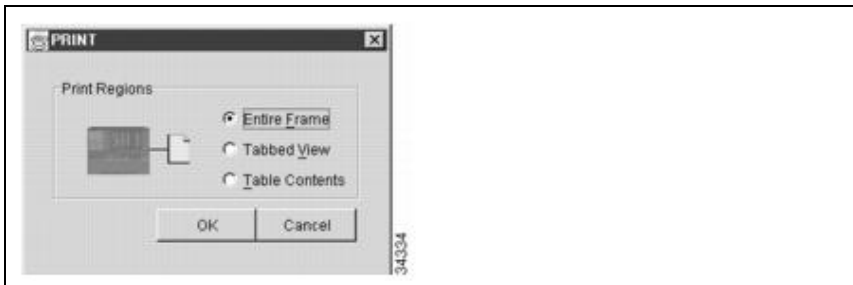 PRINT
Print Regions
Entire Frame
Tabbed View
Table Contents
OK Cancel
34334